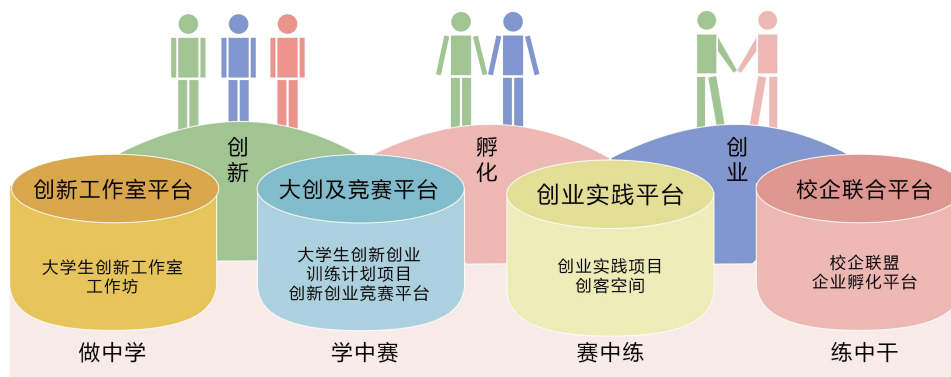 创新
孵化
创业
创新工作室平台
大创及竞赛平台
创业实践平台
校企联合平台
大学生创新工作室
工作坊
大学生创新创业
训练计划项目
创新创业竞赛平台
创业实践项目
创客空间
校企联盟
企业孵化平台
做中学
学中赛
赛中练
练中干